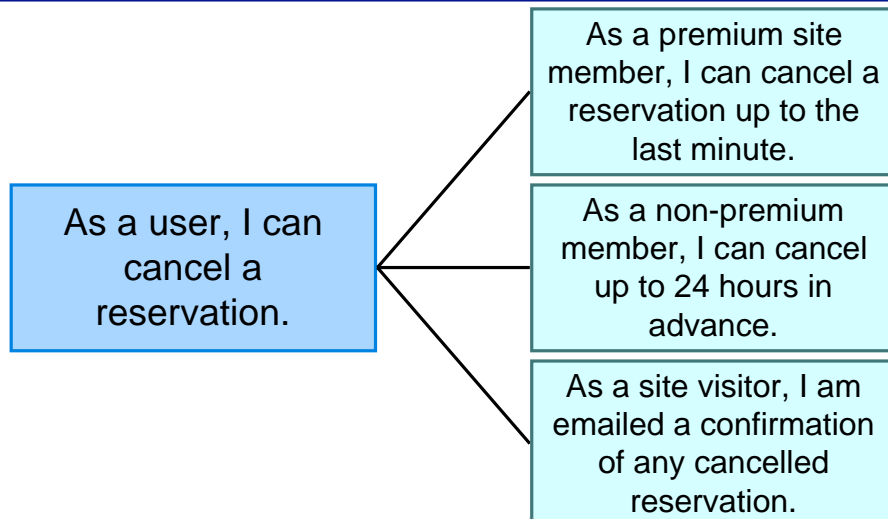 As a user, I can
cancel a
reservation.
As a premium site
member, I can cancel a
reservation up to the
last minute.
As a non-premium
member, I can cancel
up to 24 hours in
advance.
As a site visitor, I am
emailed a confirmation
of any cancelled
reservation.